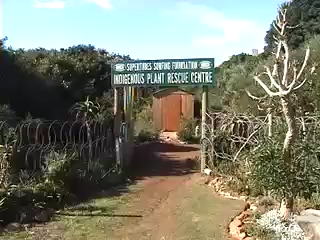 SUPERTUBES SURFING FOUNDATION
INDIGENOUS PLANT RESCUE CENTRE